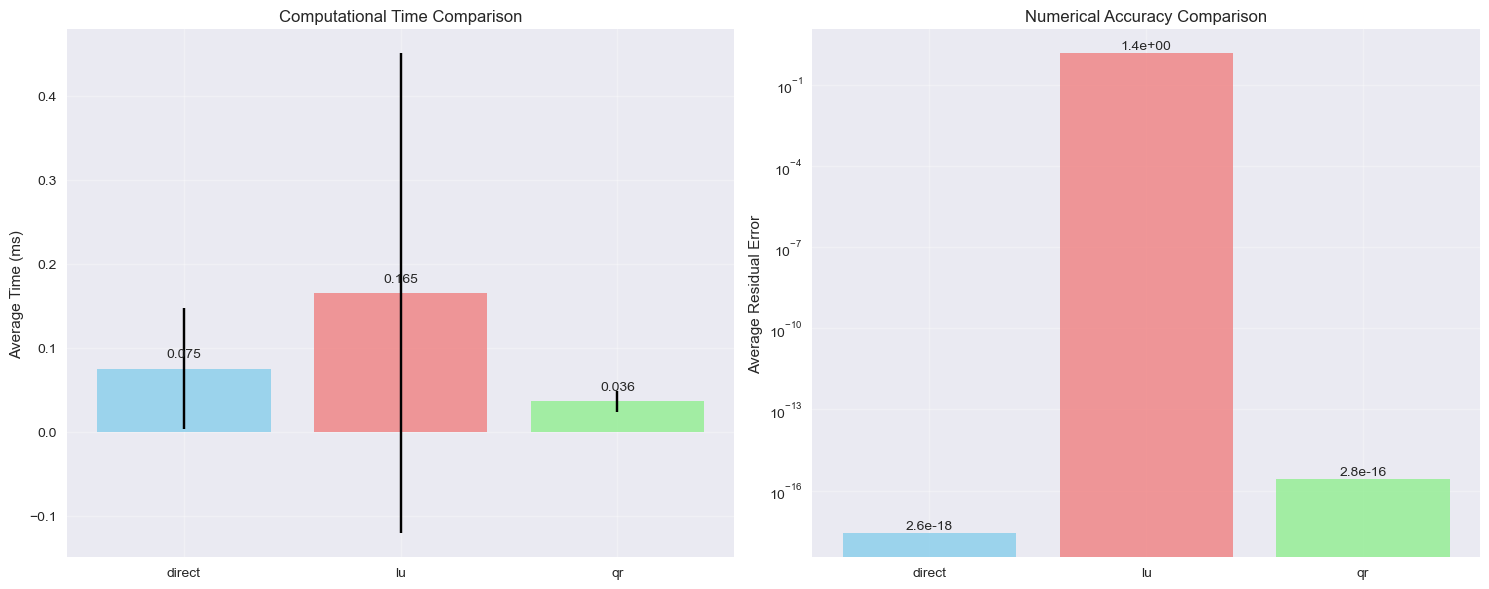 Computational Time Comparison
Average Time (ms)
0.4
0.3
0.2
0.1
0.0
−0.1
0.075
0.165
0.036
direct
lu
qr
Numerical Accuracy Comparison
Average Residual Error
10⁻¹
10⁻⁴
10⁻⁷
10⁻¹⁰
10⁻¹³
10⁻¹⁶
2.6e-18
1.4e+00
2.8e-16
direct
lu
qr